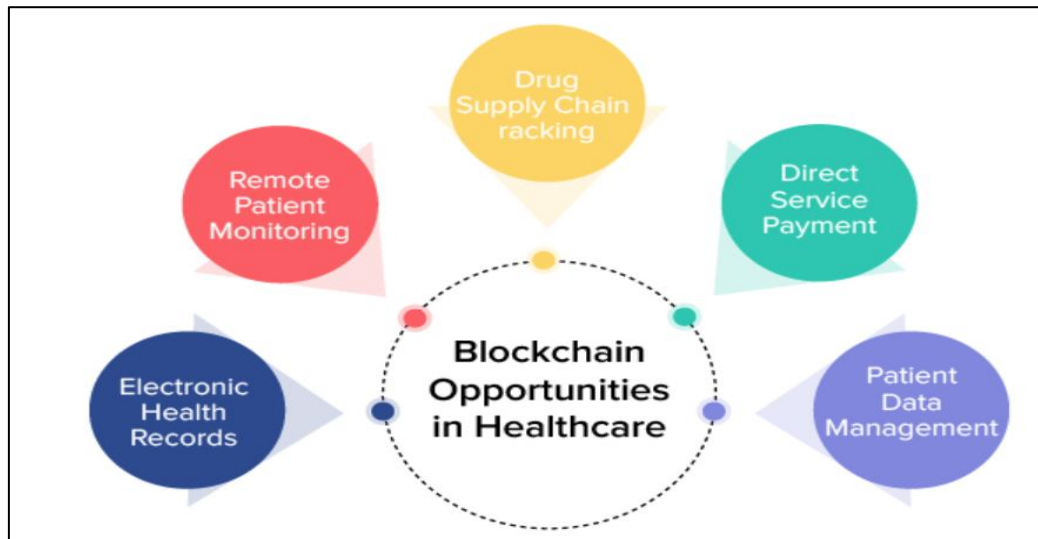 Drug
Supply Chain
racking
Remote
Patient
Monitoring
Direct
Service
Payment
Electronic
Health
Records
Blockchain
Opportunities
in Healthcare
Patient
Data
Management